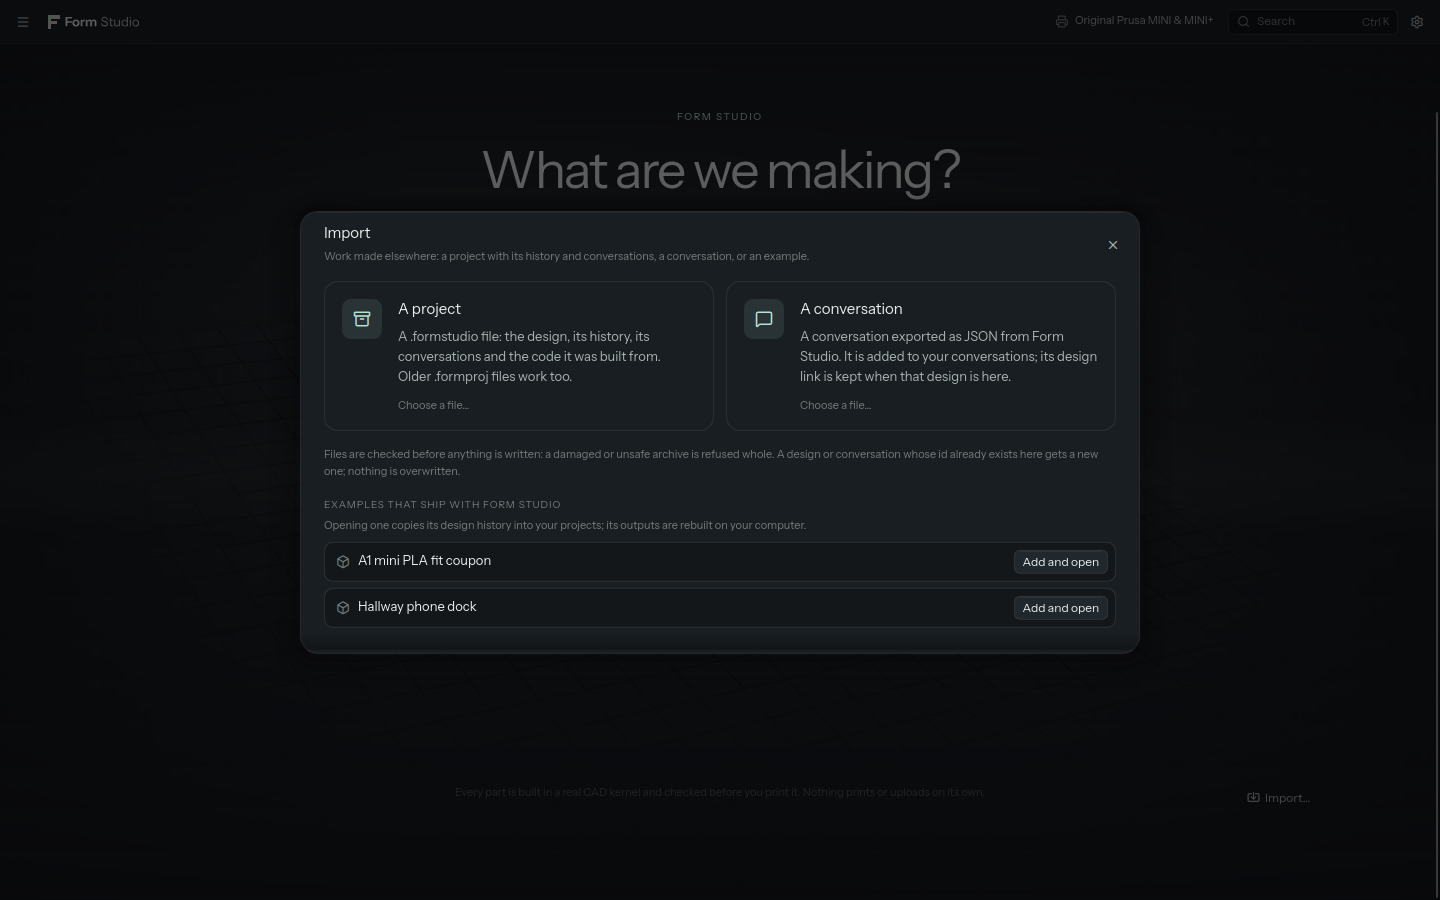 Form Studio
Original Prusa MINI & MINI+
Search
Ctrl K
FORM STUDIO
What are we making?
Import
Work made elsewhere: a project with its history and conversations, a conversation, or an example.
A project
A .formstudio file: the design, its history, its
conversations and the code it was built from.
Older .formproj files work too.
Choose a file…
A conversation
A conversation exported as JSON from Form
Studio. It is added to your conversations; its design
link is kept when that design is here.
Choose a file…
Files are checked before anything is written: a damaged or unsafe archive is refused whole. A design or conversation whose id already exists here gets a new
one; nothing is overwritten.
EXAMPLES THAT SHIP WITH FORM STUDIO
Opening one copies its design history into your projects; its outputs are rebuilt on your computer.
A1 mini PLA fit coupon
Add and open
Hallway phone dock
Add and open
Every part is built in a real CAD kernel and checked before you print it. Nothing prints or uploads on its own.
Import…